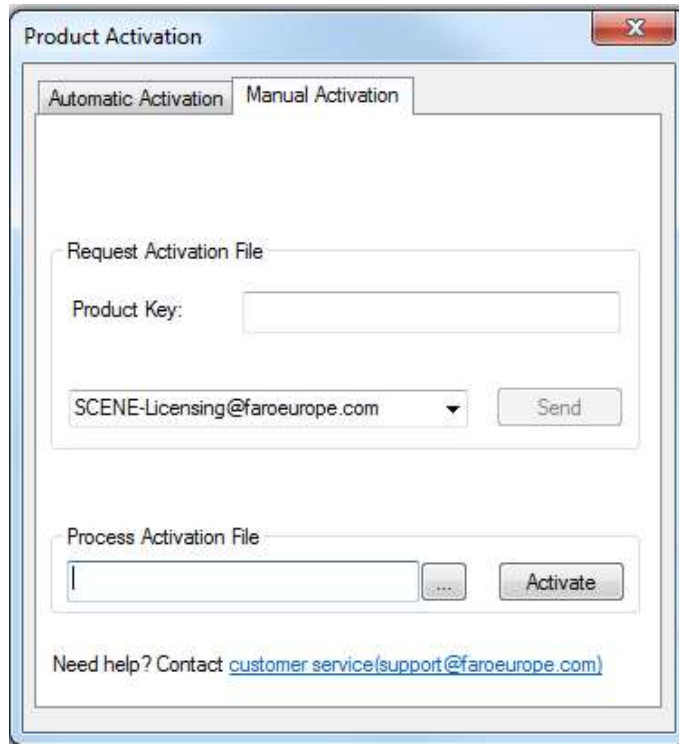 Product Activation
Automatic Activation
Manual Activation
Request Activation File
Product Key:
SCENE-Licensing@faroeurope.com
Send
Process Activation File
...
Activate
Need help? Contact customer service(support@faroeurope.com)